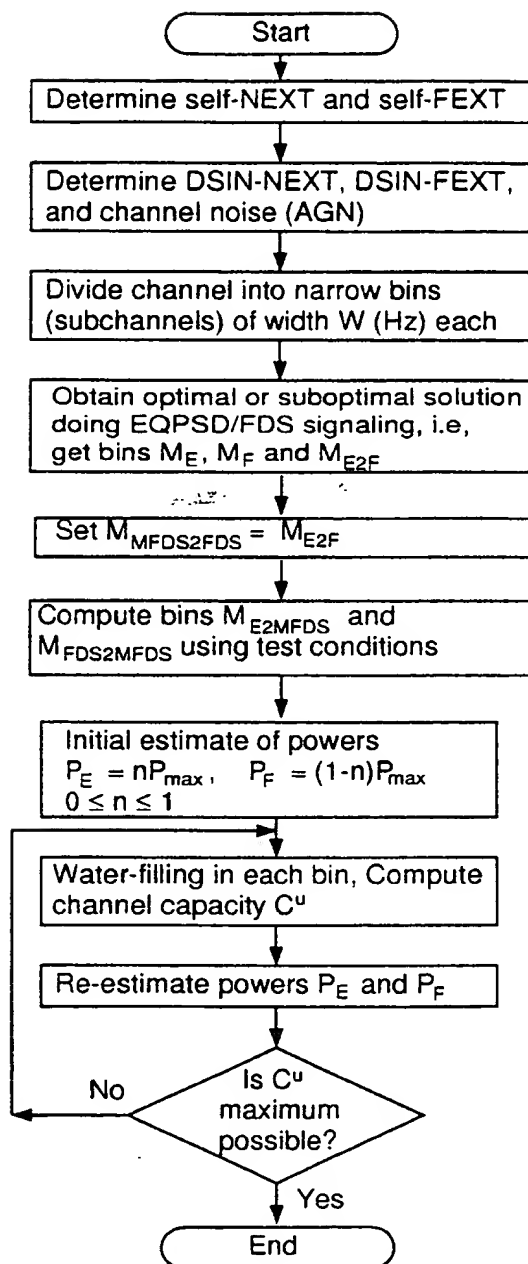 Start
Determine self-NEXT and self-FEXT
Determine DSIN-NEXT, DSIN-FEXT,
and channel noise (AGN)
Divide channel into narrow bins
(subchannels) of width W (Hz) each
Obtain optimal or suboptimal solution
doing EQPSD/FDS signaling, i.e,
get bins M_E, M_F and M_E2F
Set M_MFDS2FDS = M_E2F
Compute bins M_E2MFDS and
M_FDS2MFDS using test conditions
Initial estimate of powers
P_E = nP_max, P_F = (1-n)P_max
0 ≤ n ≤ 1
Water-filling in each bin, Compute
channel capacity C^u
Re-estimate powers P_E and P_F
No
Is C^u
maximum
possible?
Yes
End